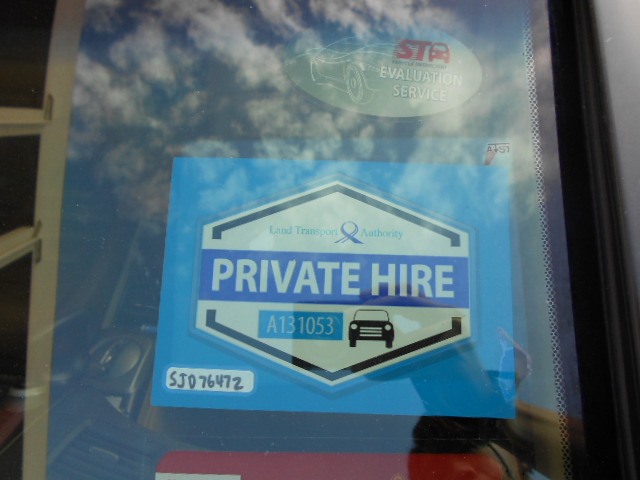 STA
EVALUATION
SERVICE
Land Transport Authority
PRIVATE HIRE
A131053
SJD7647Z